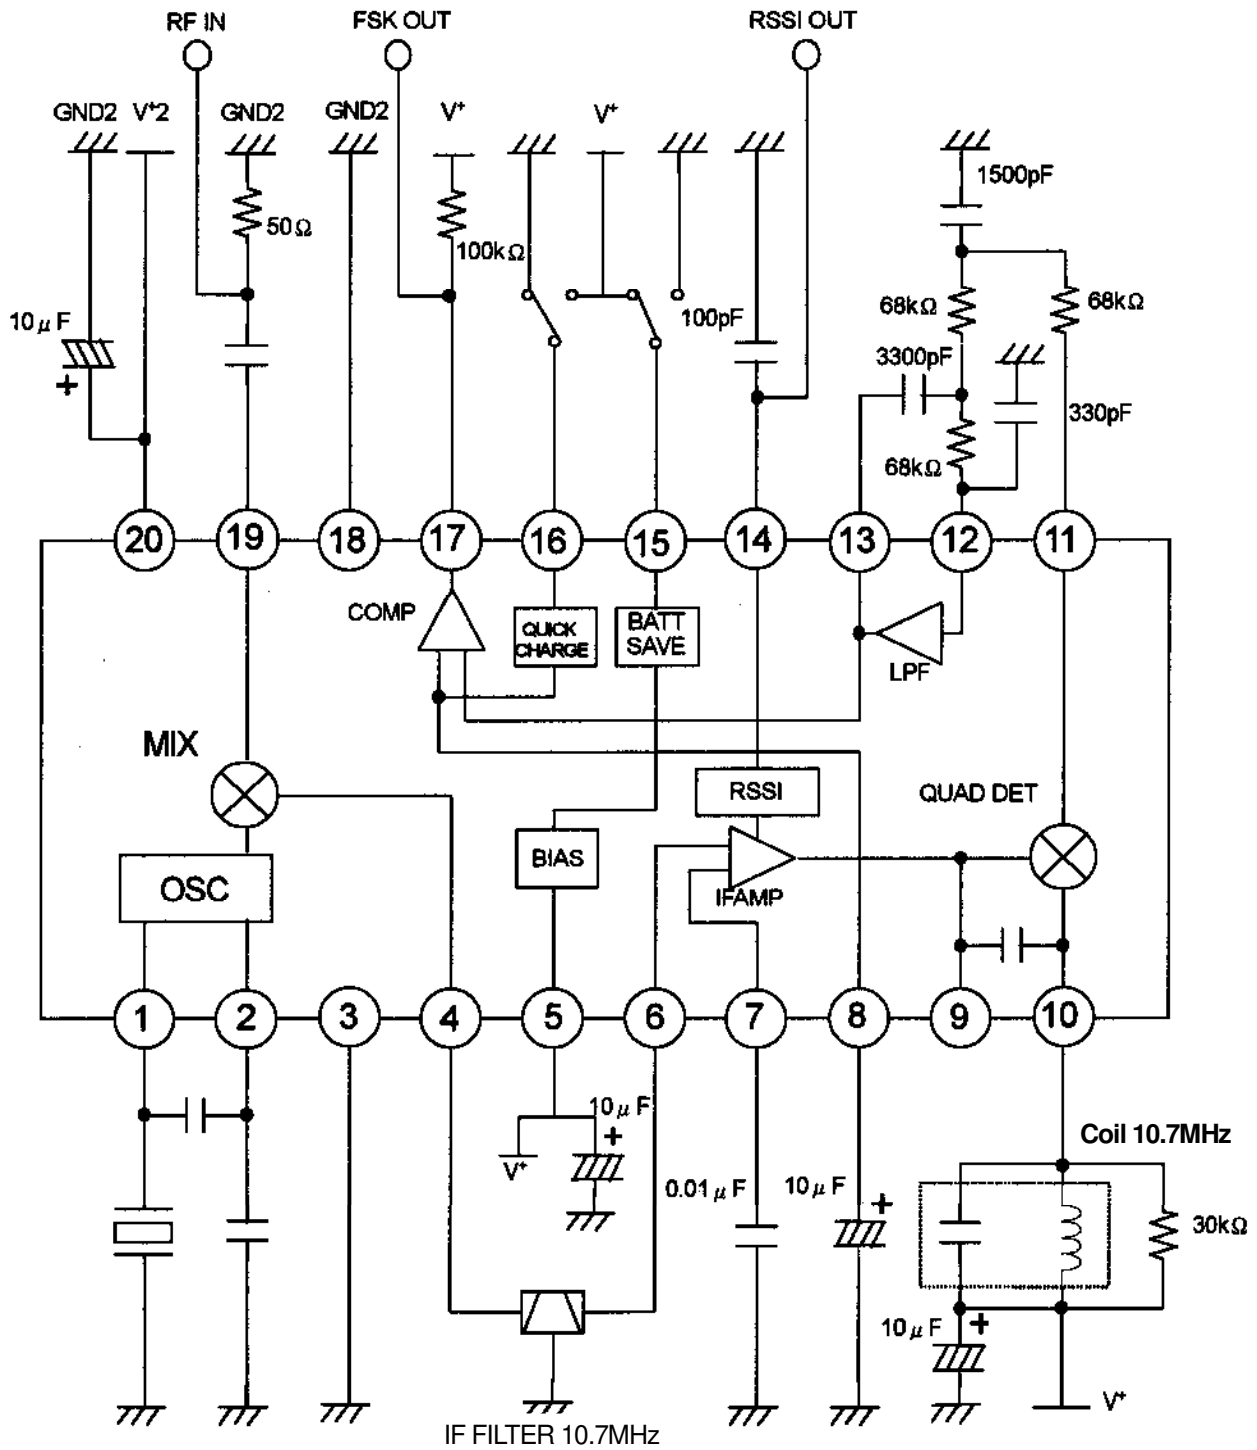 RF IN
FSK OUT
RSSI OUT
GND2
V⁺2
GND2
GND2
V⁺
V⁺
1500pF
50Ω
100kΩ
10μF
+
100pF
68kΩ
68kΩ
3300pF
330pF
68kΩ
20
19
18
17
16
15
14
13
12
11
COMP
QUICK
CHARGE
BATT
SAVE
LPF
MIX
RSSI
QUAD DET
BIAS
OSC
IFAMP
1
2
3
4
5
6
7
8
9
10
10μF
+
V⁺
Coil 10.7MHz
0.01μF
10μF
+
30kΩ
10μF
+
V⁺
IF FILTER 10.7MHz